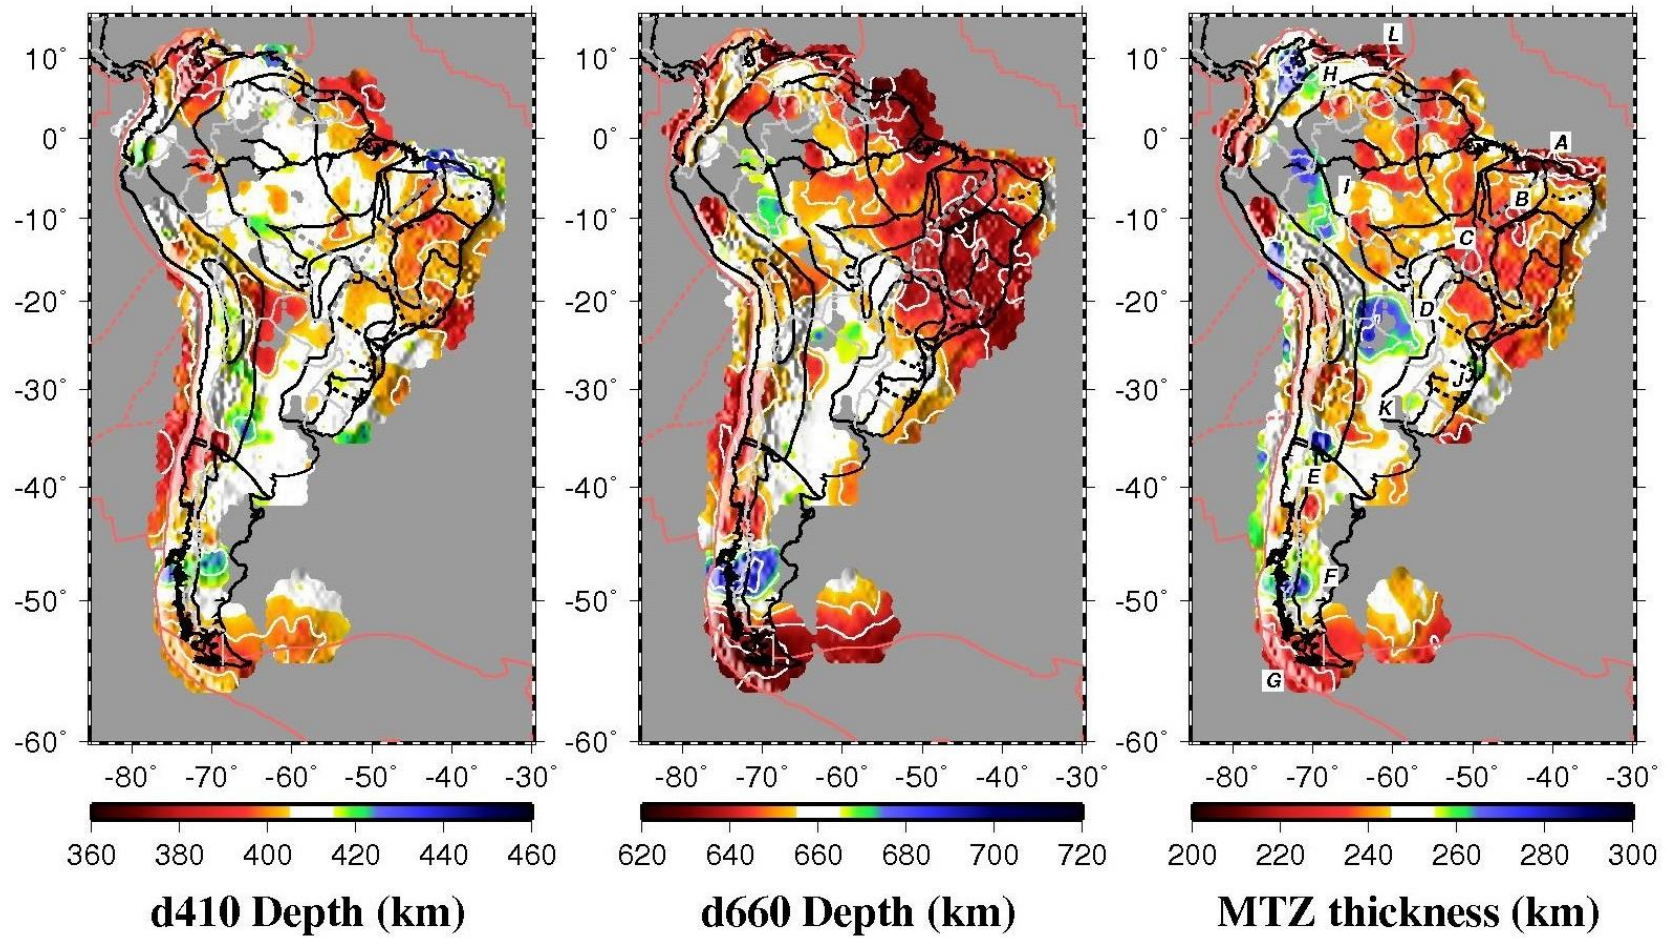 10° 10° 10°
0° 0° 0°
-10° -10° -10°
-20° -20° -20°
-30° -30° -30°
-40° -40° -40°
-50° -50° -50°
-60° -60° -60°
L
H
A
I
B
C
D
J
K
E
F
G
-80° -70° -60° -50° -40° -30° -80° -70° -60° -50° -40° -30° -80° -70° -60° -50° -40° -30°
360 380 400 420 440 460 620 640 660 680 700 720 200 220 240 260 280 300
d410 Depth (km) d660 Depth (km) MTZ thickness (km)